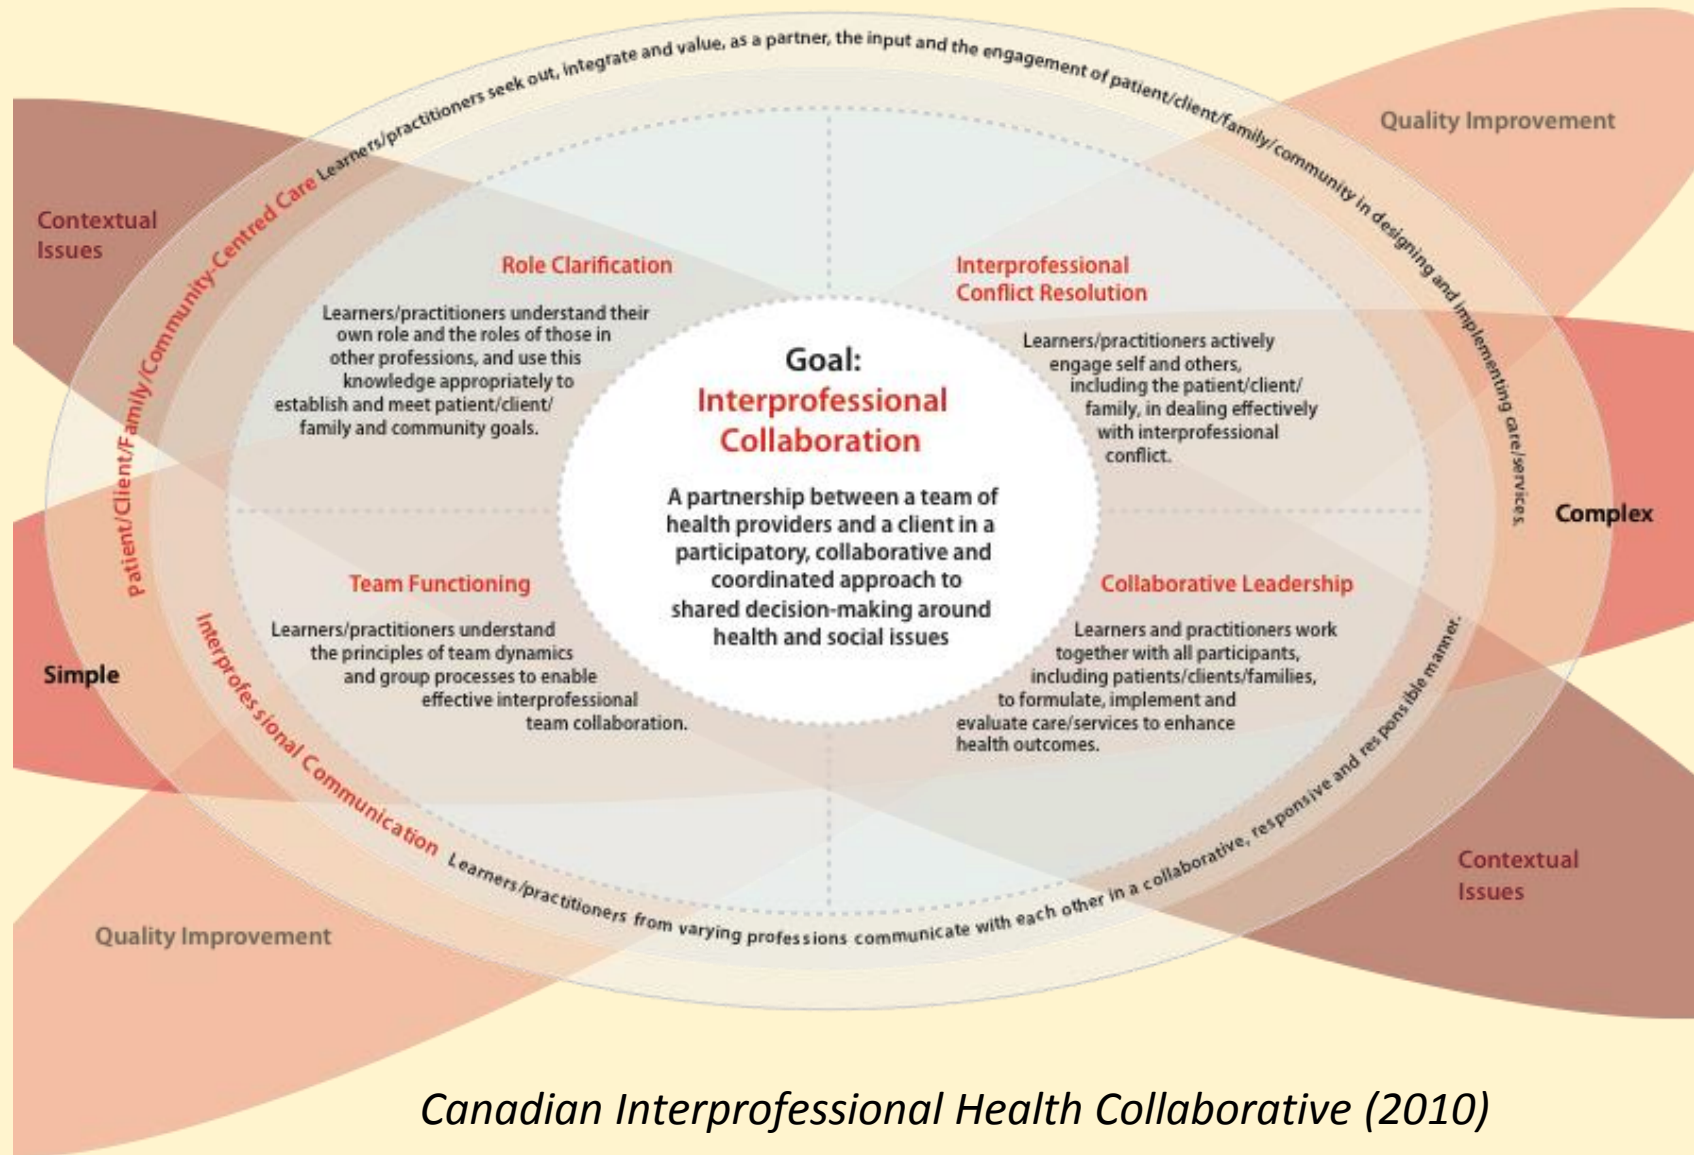 Patient/Client/Family/Community-Centred Care Learners/practitioners seek out, integrate and value, as a partner, the input and the engagement of patient/client/family/community in designing and implementing care/services.
Quality Improvement
Contextual
Issues
Role Clarification
Learners/practitioners understand their
own role and the roles of those in
other professions, and use this
knowledge appropriately to
establish and meet patient/client/
family and community goals.
Interprofessional
Conflict Resolution
Learners/practitioners actively
engage self and others,
including the patient/client/
family, in dealing effectively
with interprofessional
conflict.
Goal:
Interprofessional
Collaboration
A partnership between a team of
health providers and a client in a
participatory, collaborative and
coordinated approach to
shared decision-making around
health and social issues
Complex
Simple
Team Functioning
Learners/practitioners understand
the principles of team dynamics
and group processes to enable
effective interprofessional
team collaboration.
Collaborative Leadership
Learners and practitioners work
together with all participants,
including patients/clients/families,
to formulate, implement and
evaluate care/services to enhance
health outcomes.
Interprofessional Communication Learners/practitioners from varying professions communicate with each other in a collaborative, responsive and responsible manner.
Contextual
Issues
Quality Improvement
Canadian Interprofessional Health Collaborative (2010)